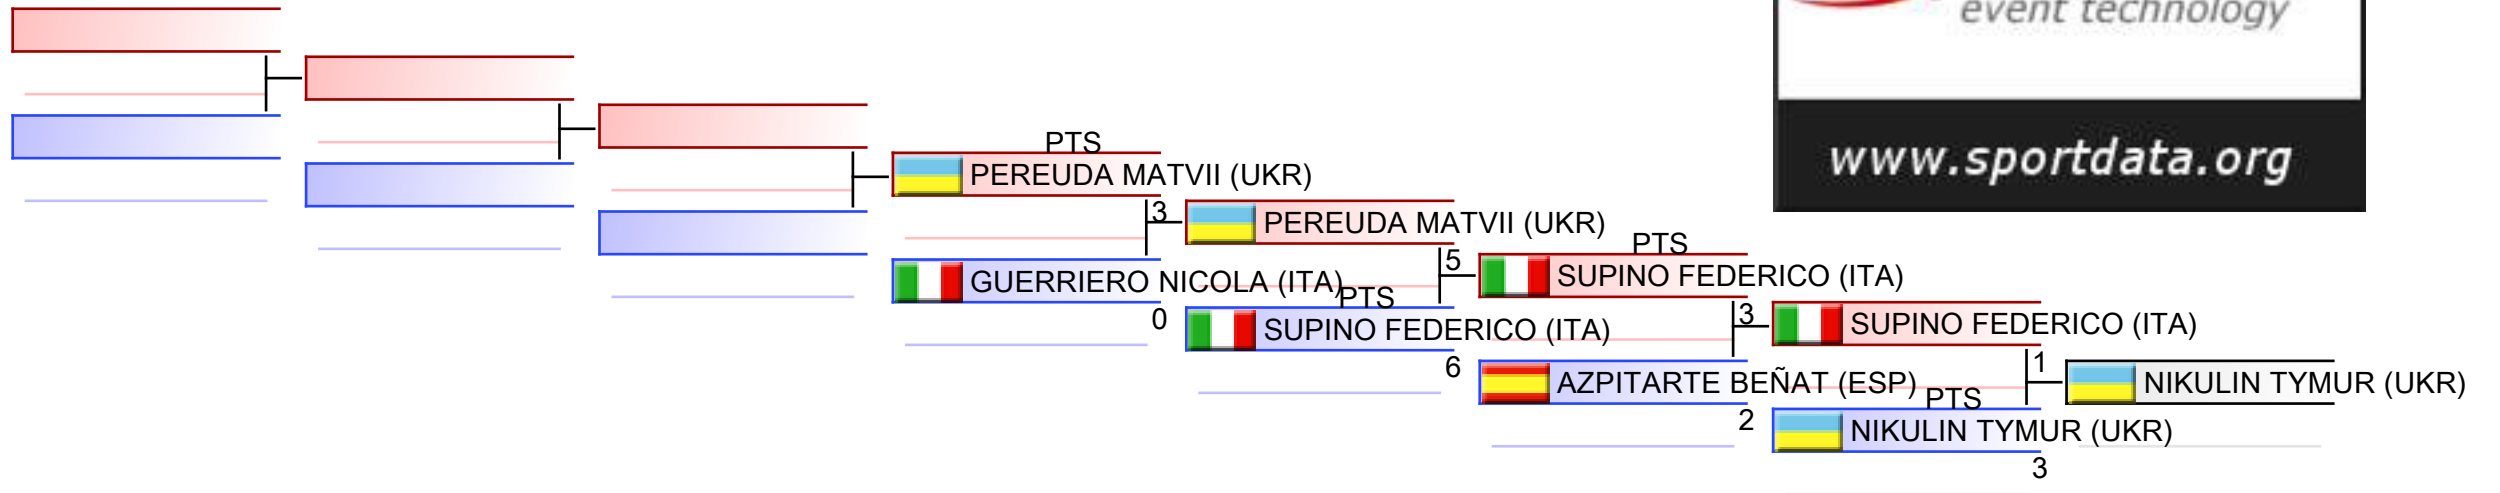 event technology
www.sportdata.org
PTS
PEREUDA MATVII (UKR)
3
GUERRIERO NICOLA (ITA)
0
PEREUDA MATVII (UKR)
5
PTS
SUPINO FEDERICO (ITA)
6
PTS
SUPINO FEDERICO (ITA)
3
AZPITARTE BEÑAT (ESP)
2
SUPINO FEDERICO (ITA)
1
PTS
NIKULIN TYMUR (UKR)
3
NIKULIN TYMUR (UKR)